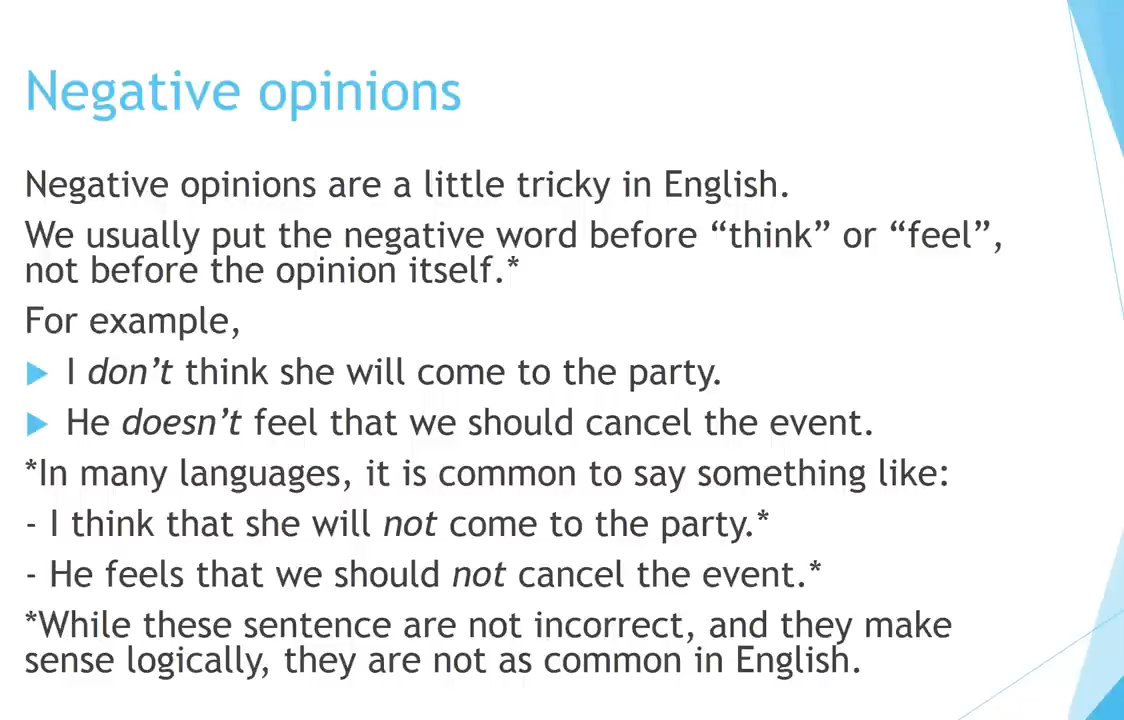 Negative opinions
Negative opinions are a little tricky in English.
We usually put the negative word before “think” or “feel”,
not before the opinion itself.*
For example,
I don’t think she will come to the party.
He doesn’t feel that we should cancel the event.
*In many languages, it is common to say something like:
- I think that she will not come to the party.*
- He feels that we should not cancel the event.*
*While these sentence are not incorrect, and they make
sense logically, they are not as common in English.